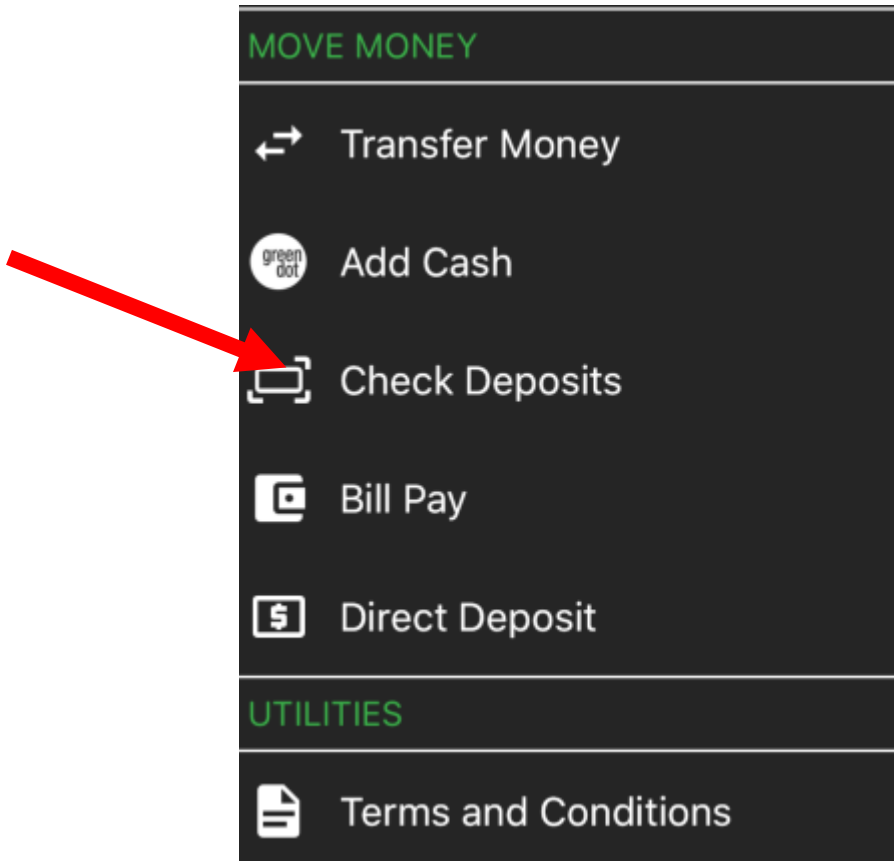 MOVE MONEY
Transfer Money
green
dot
Add Cash
Check Deposits
Bill Pay
$
Direct Deposit
UTILITIES
Terms and Conditions